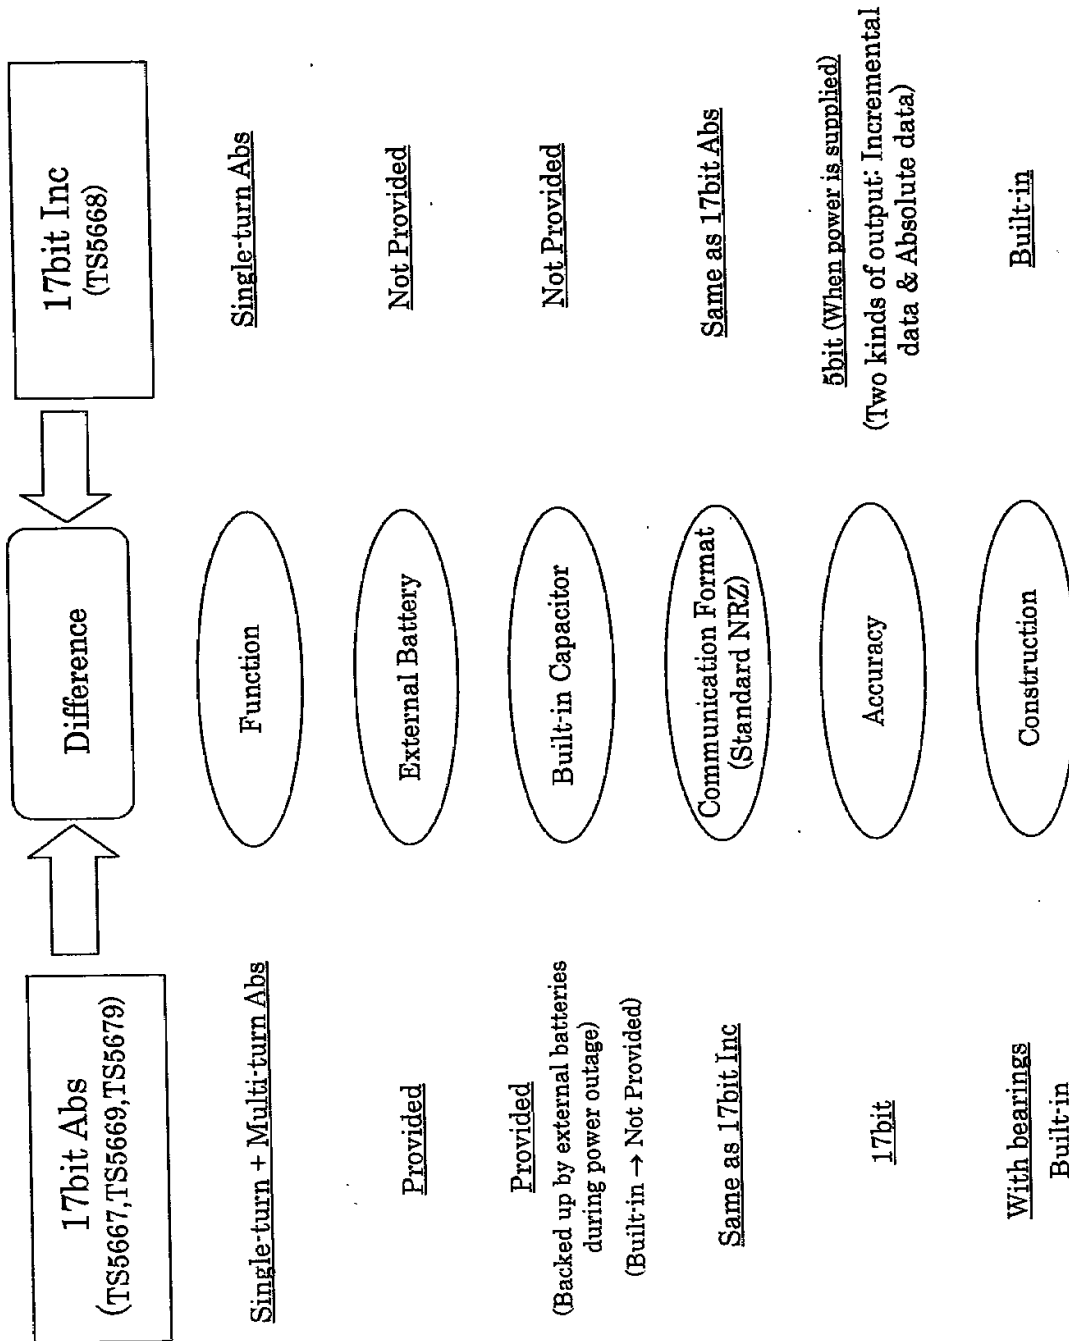 17bit Abs
(TS5667,TS5669,TS5679)
Difference
17bit Inc
(TS5668)
Single-turn + Multi-turn Abs
Function
Single-turn Abs
Provided
External Battery
Not Provided
Provided
(Backed up by external batteries
during power outage)
(Built-in → Not Provided)
Built-in Capacitor
Not Provided
Same as 17bit Inc
Communication Format
(Standard NRZ)
Same as 17bit Abs
17bit
Accuracy
5bit (When power is supplied)
(Two kinds of output: Incremental
data & Absolute data)
With bearings
Built-in
Construction
Built-in